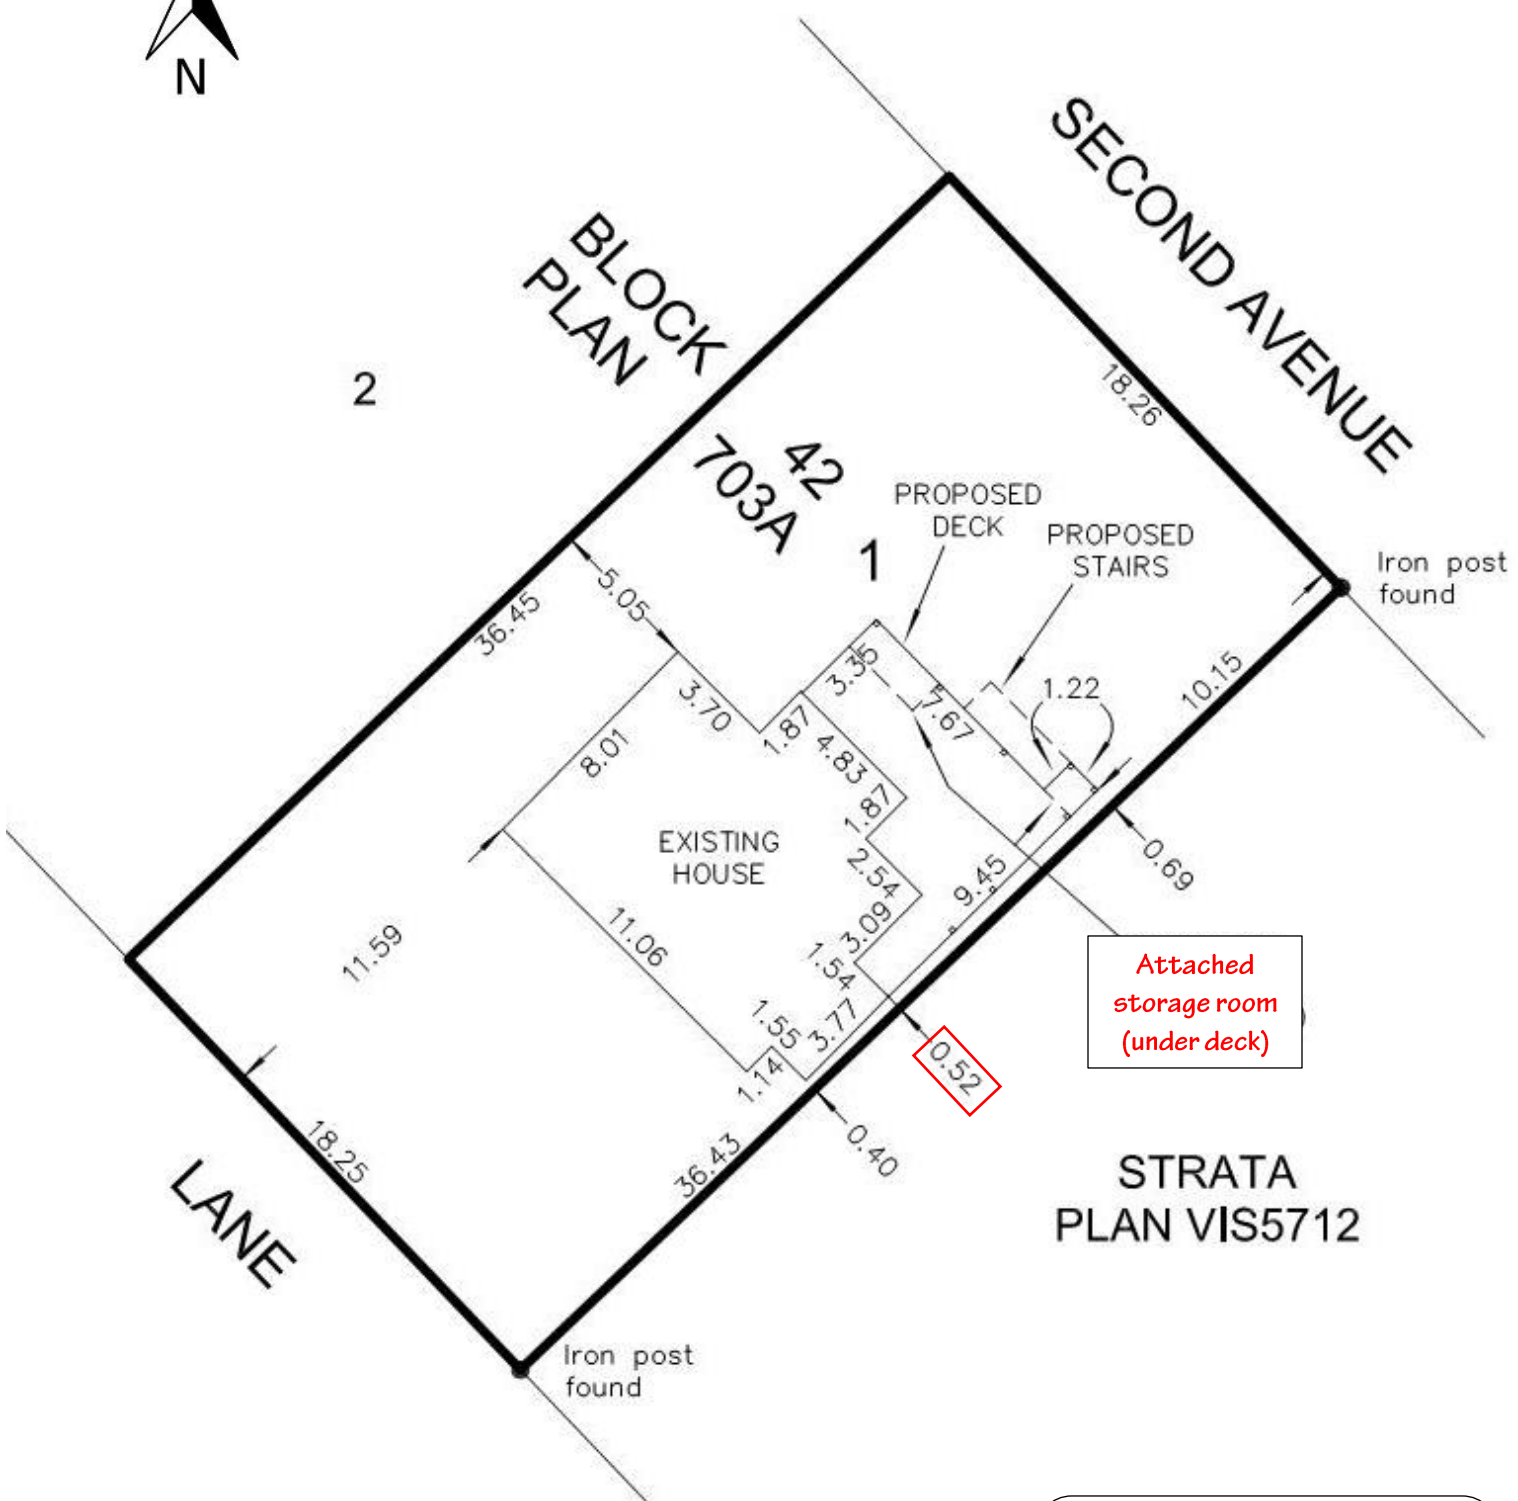 N
SECOND AVENUE
BLOCK
PLAN
2
18.26
42
703A
1
PROPOSED
DECK
PROPOSED
STAIRS
Iron post
found
5.05
36.45
3.35
3.70
1.22
10.15
7.67
1.87
4.83
8.01
1.87
EXISTING
HOUSE
2.54
9.45
0.69
3.09
11.06
11.59
1.54
Attached
storage room
(under deck)
1.55
3.77
0.52
1.14
0.40
18.25
36.43
LANE
STRATA
PLAN VIS5712
Iron post
found